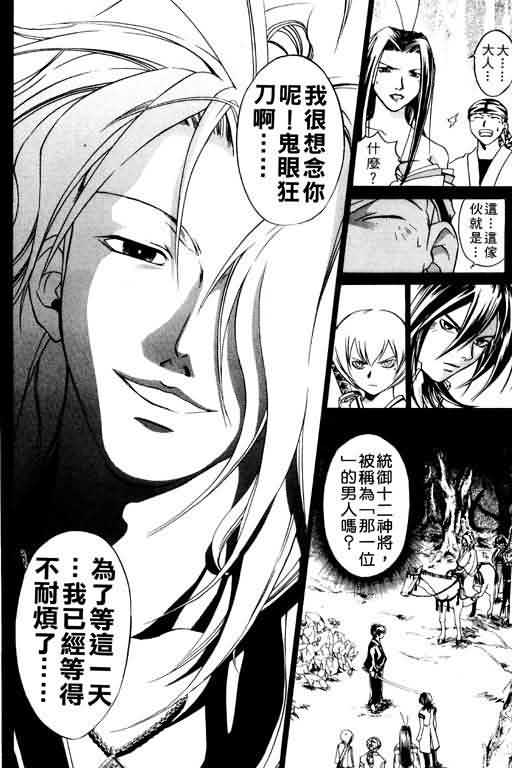 大…
大人…
什麼？
這…這傢
伙就是…
統御十二神將，
被稱為「那一位
」的男人嗎？
我很想念你
呢！鬼眼狂
刀啊……
為了等這一天
…我已經等得
不耐煩了……